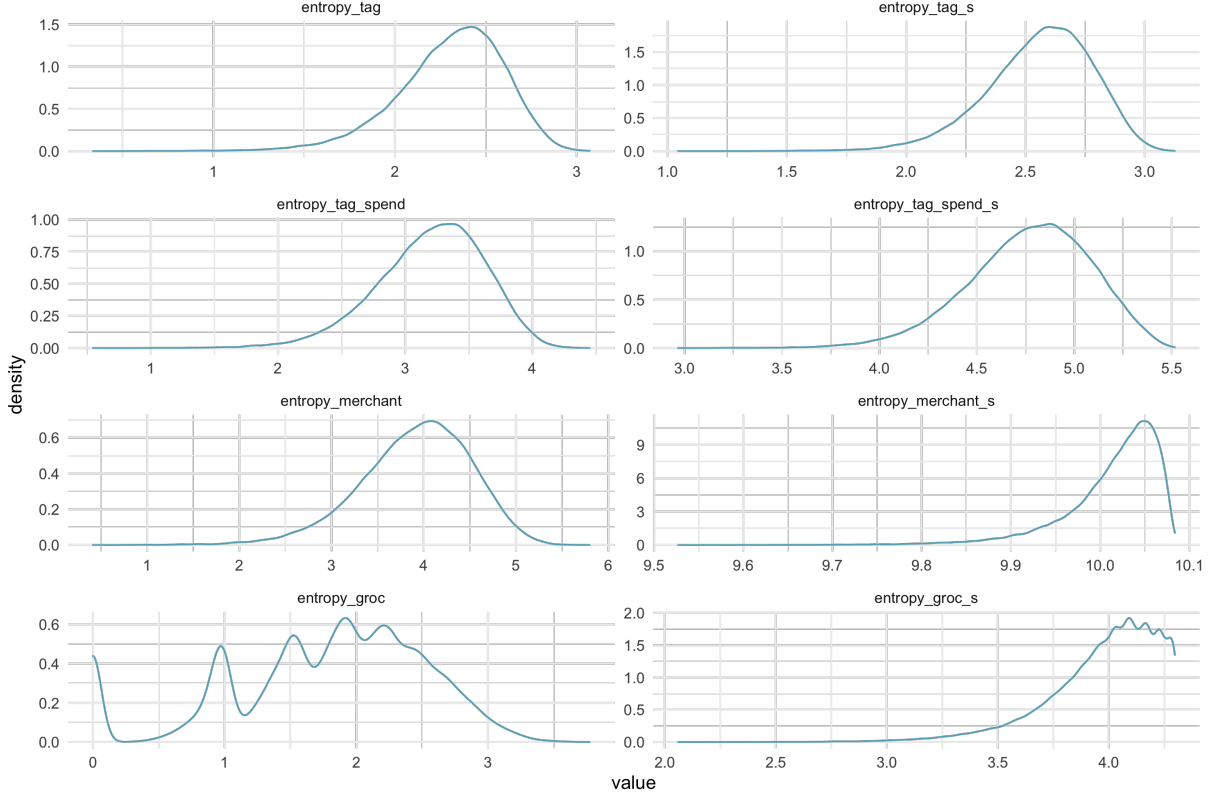 entropy_tag
entropy_tag_s
1.5
1.0
0.5
0.0
1 2 3
1.5
1.0
0.5
0.0
1.0 1.5 2.0 2.5 3.0
entropy_tag_spend
entropy_tag_spend_s
1.00
0.75
0.50
0.25
0.00
1 2 3 4
1.0
0.5
0.0
3.0 3.5 4.0 4.5 5.0 5.5
density
entropy_merchant
entropy_merchant_s
0.6
0.4
0.2
0.0
1 2 3 4 5 6
9
6
3
0
9.5 9.6 9.7 9.8 9.9 10.0 10.1
entropy_groc
entropy_groc_s
0.6
0.4
0.2
0.0
0 1 2 3
2.0
1.5
1.0
0.5
0.0
2.0 2.5 3.0 3.5 4.0
value